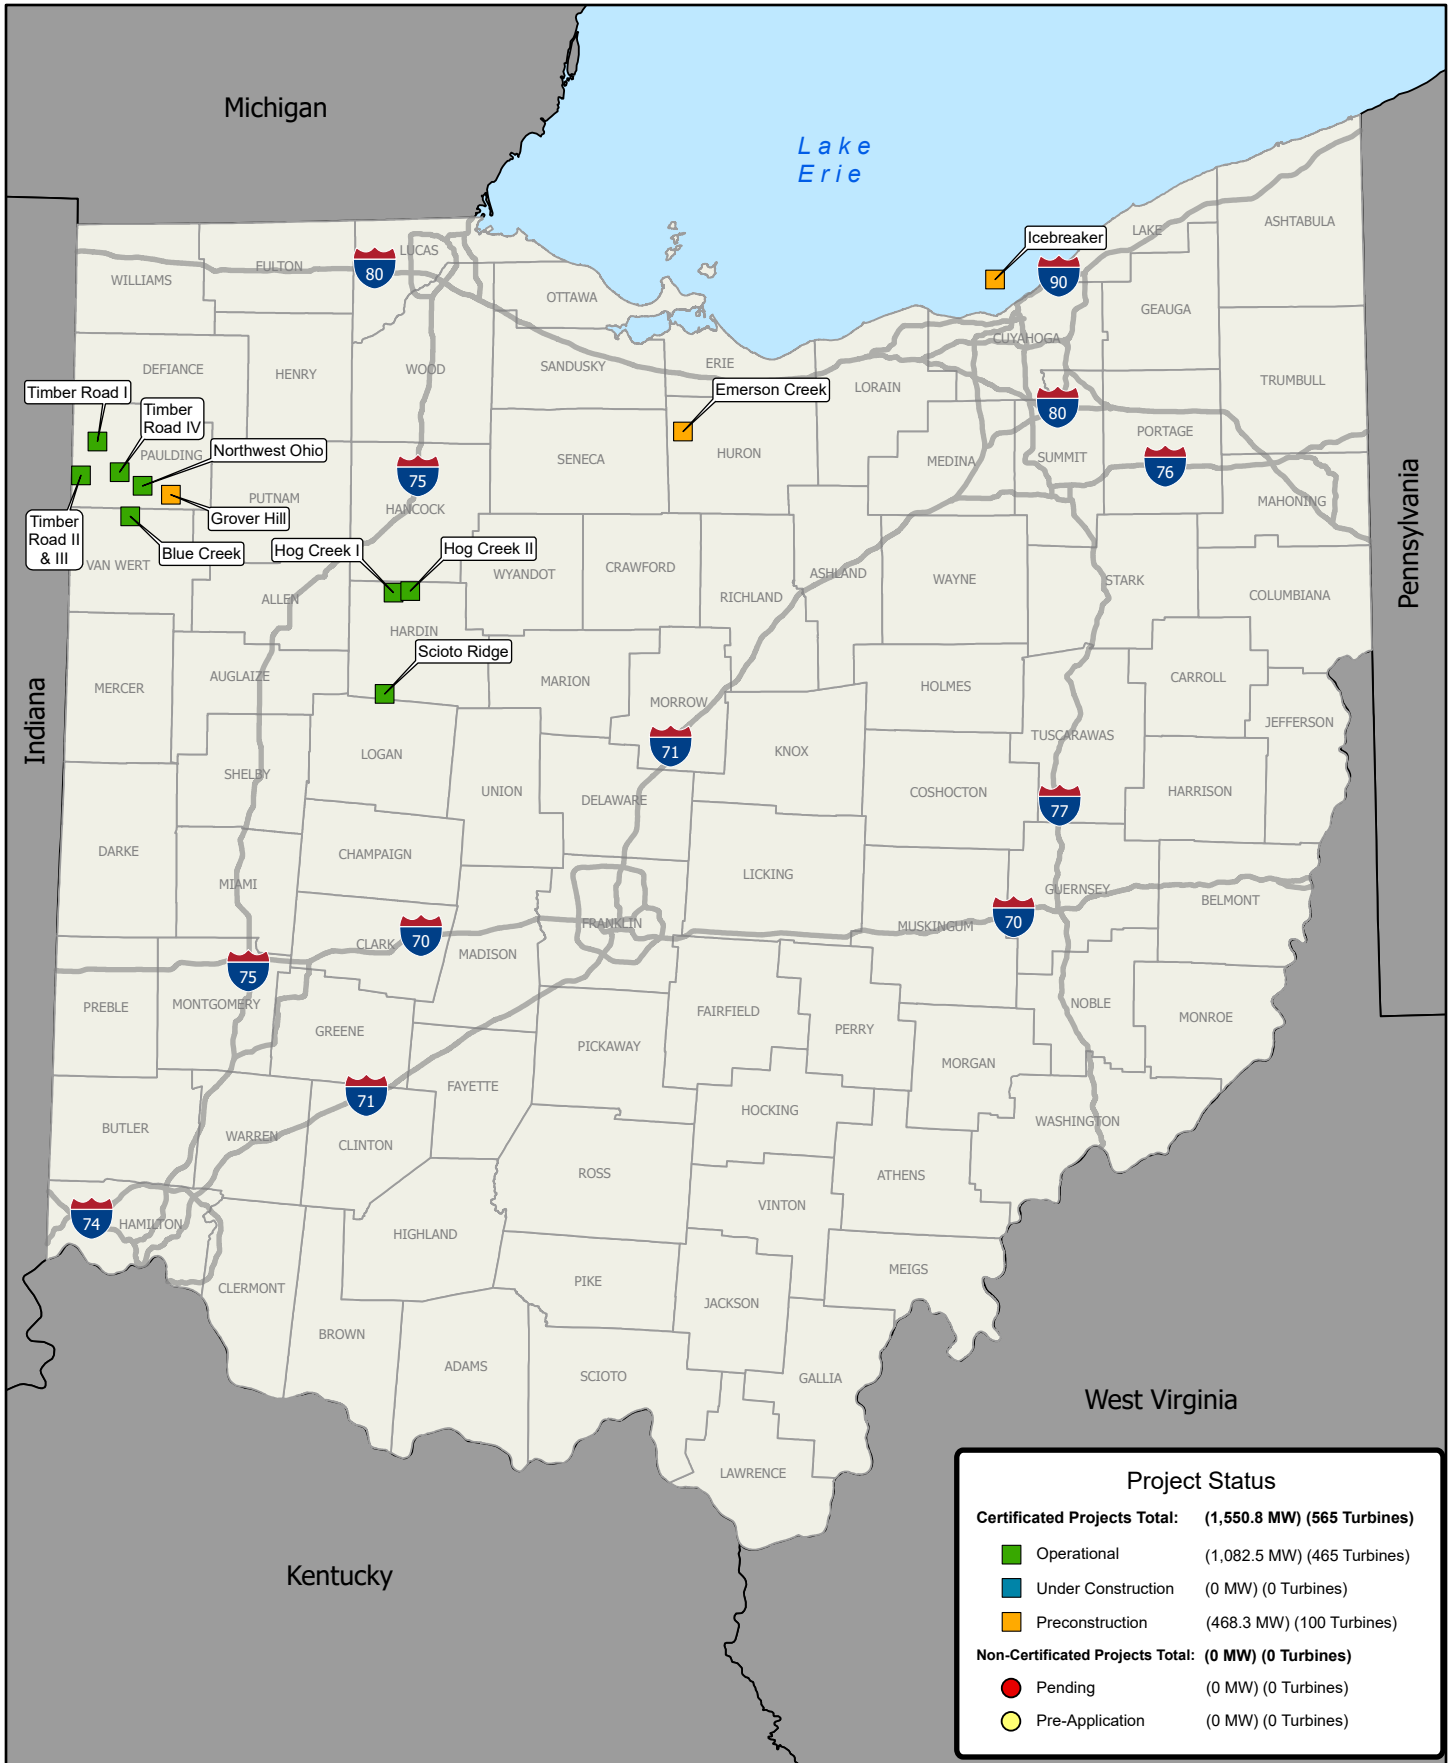 Michigan
Lake
Erie
Icebreaker
LAKE
ASHTABULA
LUCAS
FULTON
WILLIAMS
80
90
OTTAWA
GEAUGA
CUYAHOGA
DEFIANCE
HENRY
WOOD
SANDUSKY
ERIE
LORAIN
TRUMBULL
Timber Road I
Timber
Road IV
Emerson Creek
80
PORTAGE
PAULDING
Northwest Ohio
75
SENECA
HURON
MEDINA
SUMMIT
76
PUTNAM
HANCOCK
MAHONING
Grover Hill
Timber
Road II
& III
Blue Creek
Hog Creek I
Hog Creek II
VAN WERT
WYANDOT
CRAWFORD
ASHLAND
WAYNE
STARK
Pennsylvania
ALLEN
RICHLAND
COLUMBIANA
HARDIN
Scioto Ridge
AUGLAIZE
MERCER
MARION
HOLMES
CARROLL
Indiana
MORROW
JEFFERSON
LOGAN
71
KNOX
TUSCARAWAS
SHELBY
UNION
DELAWARE
COSHOCTON
77
HARRISON
DARKE
CHAMPAIGN
MIAMI
LICKING
GUERNSEY
BELMONT
FRANKLIN
MUSKINGUM
70
CLARK
70
MADISON
75
MONTGOMERY
PREBLE
GREENE
FAIRFIELD
PERRY
NOBLE
MONROE
PICKAWAY
MORGAN
71
FAYETTE
HOCKING
WASHINGTON
BUTLER
WARREN
CLINTON
ROSS
ATHENS
VINTON
74
HAMILTON
HIGHLAND
MEIGS
CLERMONT
PIKE
JACKSON
BROWN
ADAMS
SCIOTO
GALLIA
West Virginia
LAWRENCE
Kentucky
Project Status
Certificated Projects Total: (1,550.8 MW) (565 Turbines)
Operational (1,082.5 MW) (465 Turbines)
Under Construction (0 MW) (0 Turbines)
Preconstruction (468.3 MW) (100 Turbines)
Non-Certificated Projects Total: (0 MW) (0 Turbines)
Pending (0 MW) (0 Turbines)
Pre-Application (0 MW) (0 Turbines)